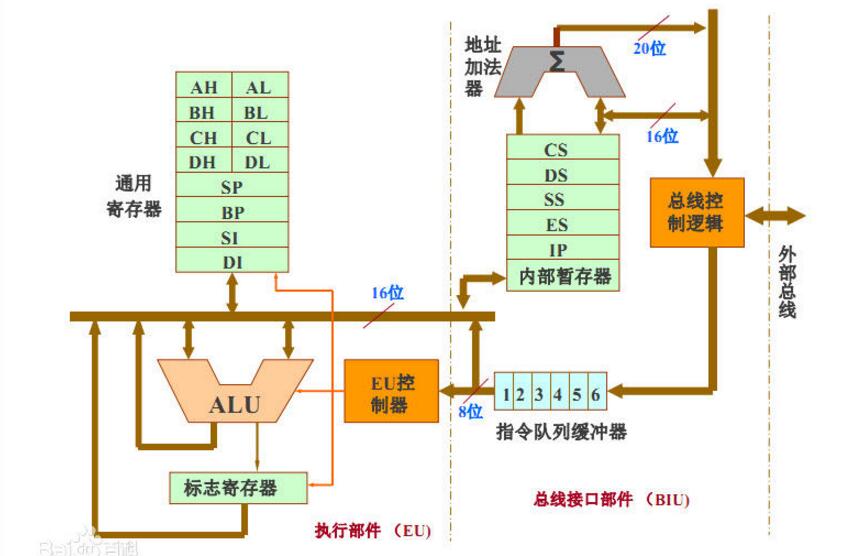 地址
加法
器
Σ
20位
16位
AH AL
BH BL
CH CL
DH DL
SP
BP
SI
DI
通用
寄存器
CS
DS
SS
ES
IP
内部暂存器
总线控
制逻辑
外部总线
16位
ALU
EU控
制器
8位
1 2 3 4 5 6
指令队列缓冲器
标志寄存器
执行部件 （EU）
总线接口部件 （BIU）
Bai百科